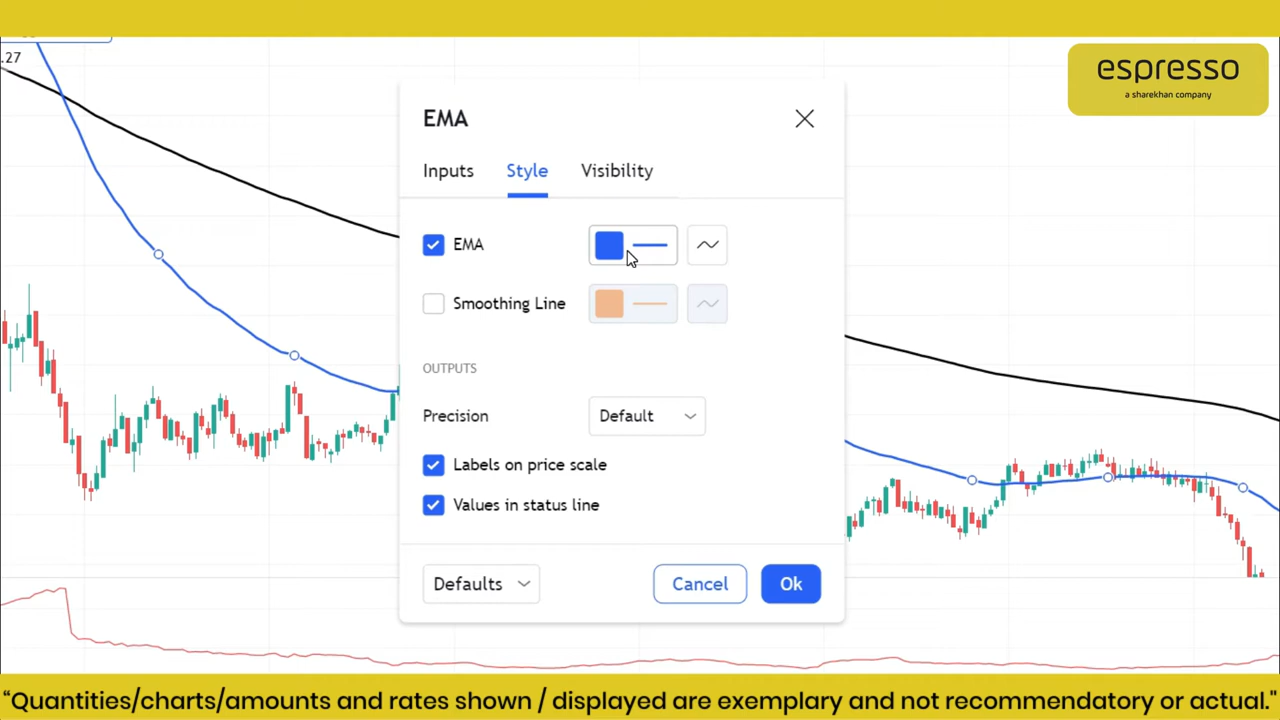 .27
espresso
a sharekhan company
EMA
Inputs Style Visibility
EMA
Smoothing Line
OUTPUTS
Precision Default
Labels on price scale
Values in status line
Defaults Cancel Ok
“Quantities/charts/amounts and rates shown / displayed are exemplary and not recommendatory or actual."